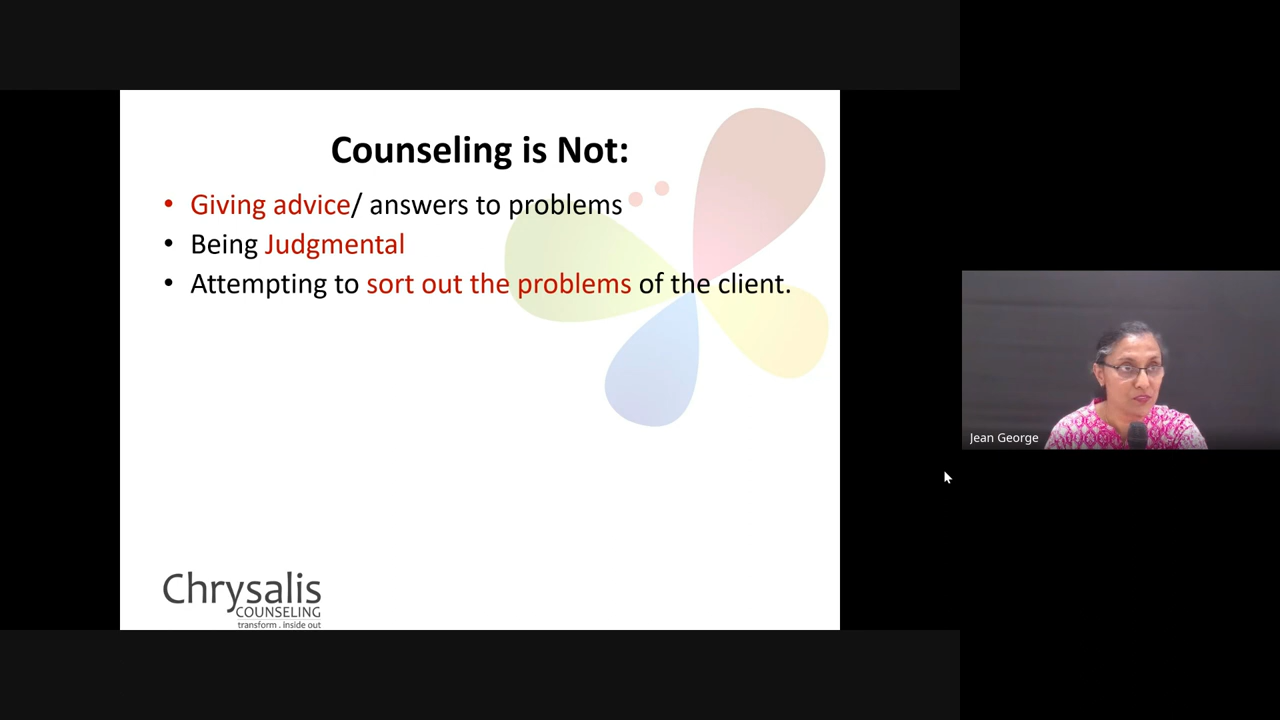 Counseling is Not:
• Giving advice/ answers to problems
• Being Judgmental
• Attempting to sort out the problems of the client.
Jean George
Chrysalis
COUNSELING
transform . inside out